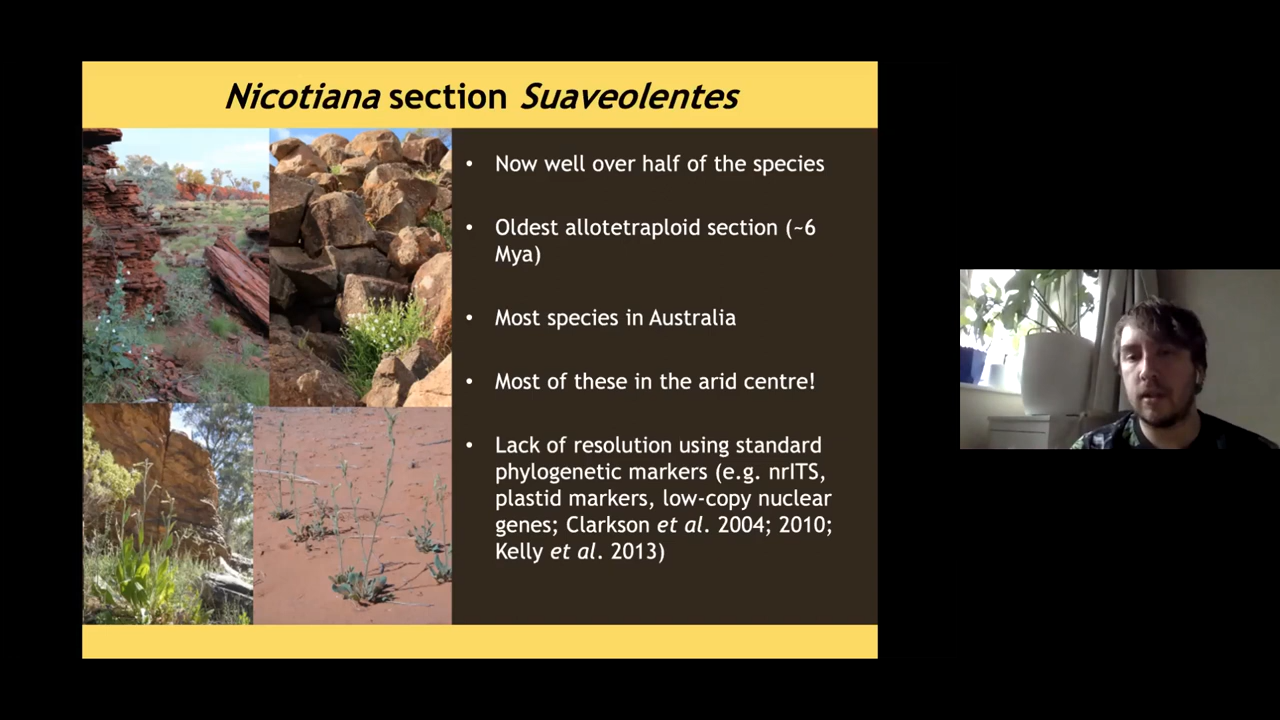 Nicotiana section Suaveolentes
• Now well over half of the species
• Oldest allotetraploid section (~6
Mya)
• Most species in Australia
• Most of these in the arid centre!
• Lack of resolution using standard
phylogenetic markers (e.g. nrITS,
plastid markers, low-copy nuclear
genes; Clarkson et al. 2004; 2010;
Kelly et al. 2013)